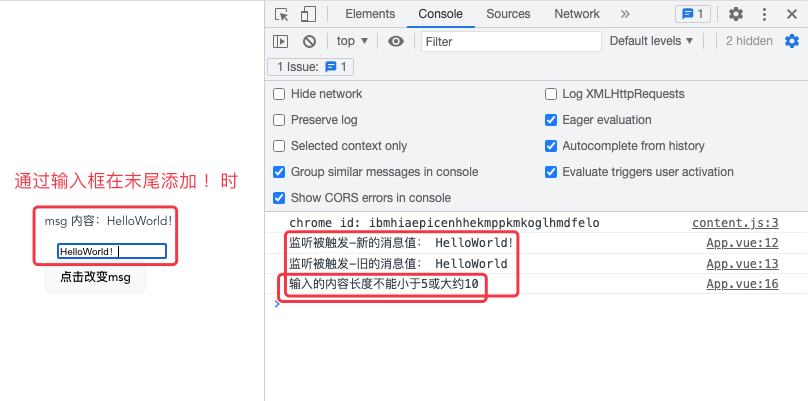 Elements Console Sources Network » 1
top Filter Default levels 2 hidden
1 Issue: 1
Hide network Log XMLHttpRequests
Preserve log Eager evaluation
Selected context only Autocomplete from history
Group similar messages in console Evaluate triggers user activation
Show CORS errors in console
通过输入框在末尾添加 ！时
msg 内容：HelloWorld！
HelloWorld！
点击改变msg
chrome id: ibmhiaepicenhhekmppkmkoglhmdfelo content.js:3
监听被触发-新的消息值： HelloWorld！ App.vue:12
监听被触发-旧的消息值： HelloWorld App.vue:13
输入的内容长度不能小于5或大约10 App.vue:16